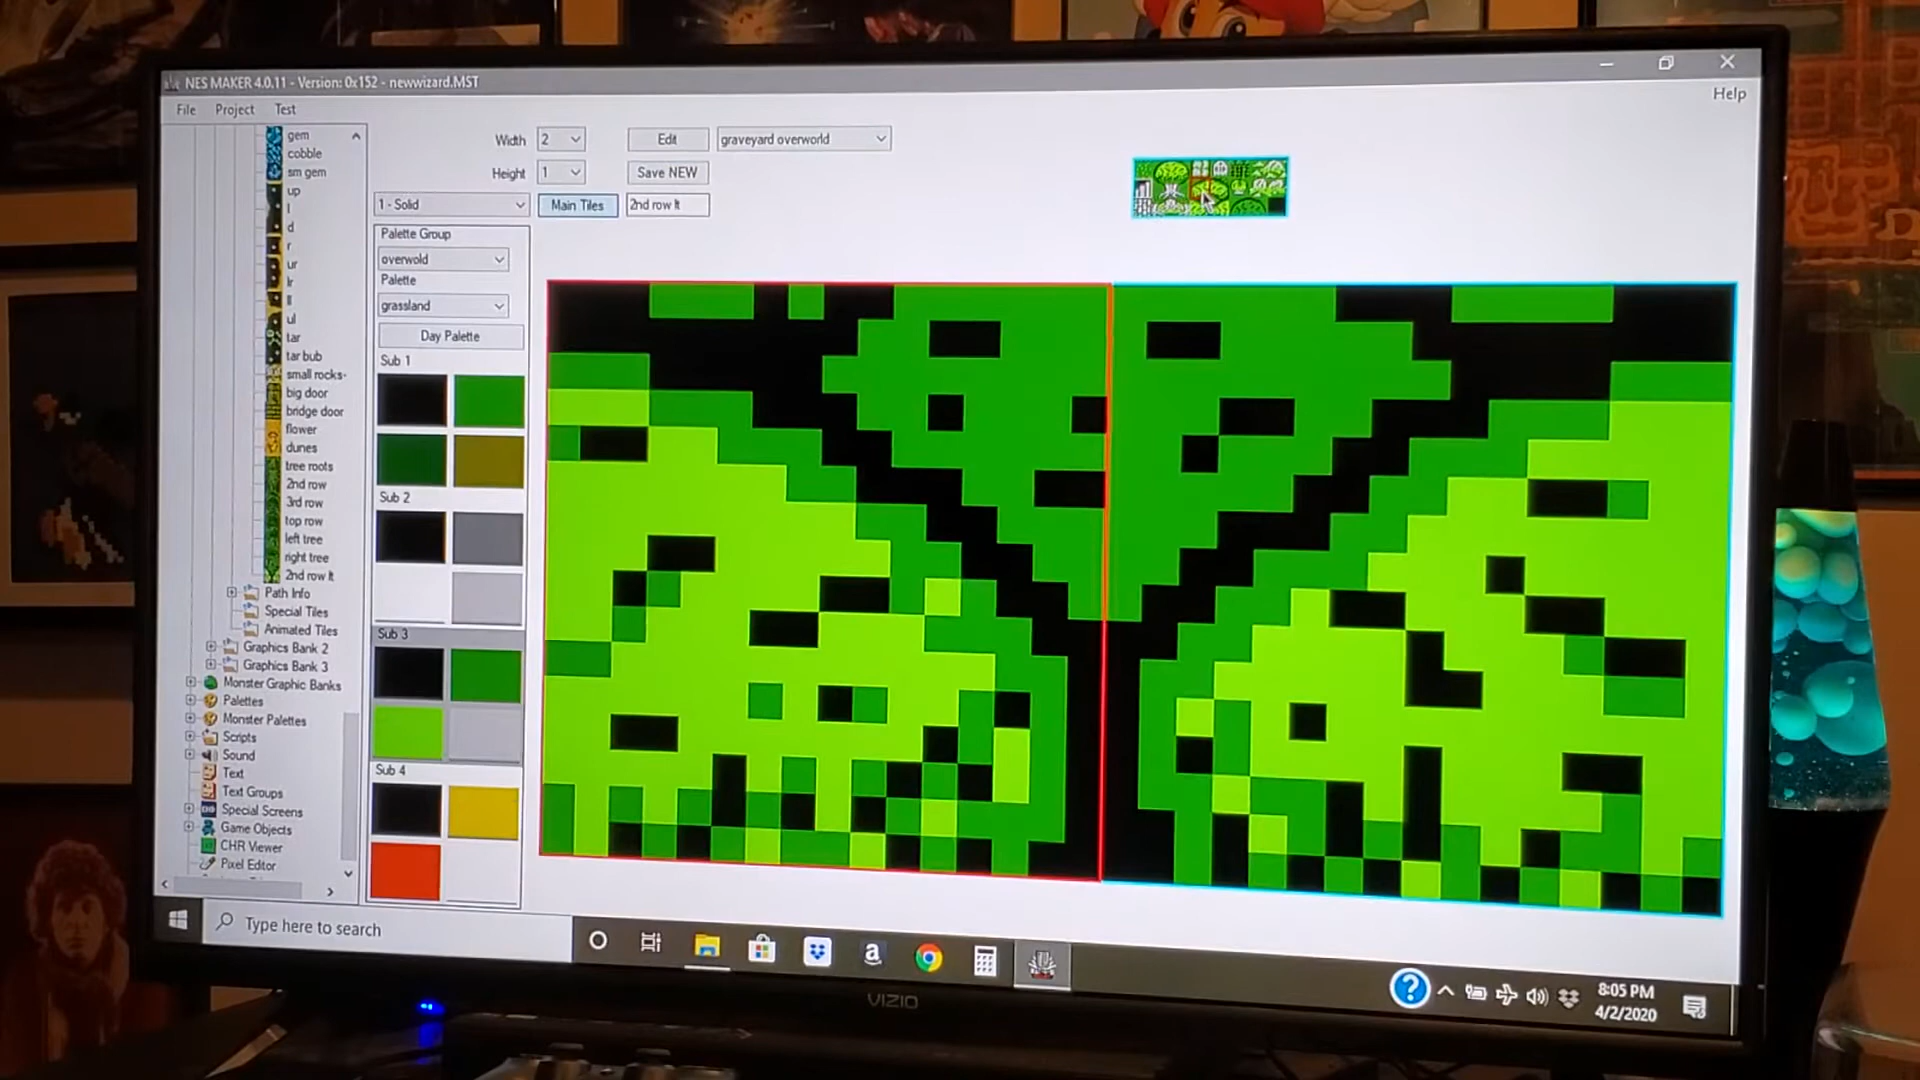 NES MAKER 4.0.11 - Version: 0x152 - newwizard.MST
File Project Test Help
gem
cobble
sm gem
up
l
d
r
ur
lr
ll
ul
tar
tar bub
small rocks-
big door
bridge door
flower
dunes
tree roots
2nd row
3rd row
top row
left tree
right tree
2nd row lt
Path Info
Special Tiles
Animated Tiles
Graphics Bank 2
Graphics Bank 3
Monster Graphic Banks
Palettes
Monster Palettes
Scripts
Sound
Text
Text Groups
Special Screens
Game Objects
CHR Viewer
Pixel Editor
Width 2 Edit graveyard overworld
Height 1 Save NEW
1 - Solid Main Tiles 2nd row lt
Palette Group
overwold
Palette
grassland
Day Palette
Sub 1
Sub 2
Sub 3
Sub 4
Type here to search
8:05 PM
4/2/2020
VIZIO